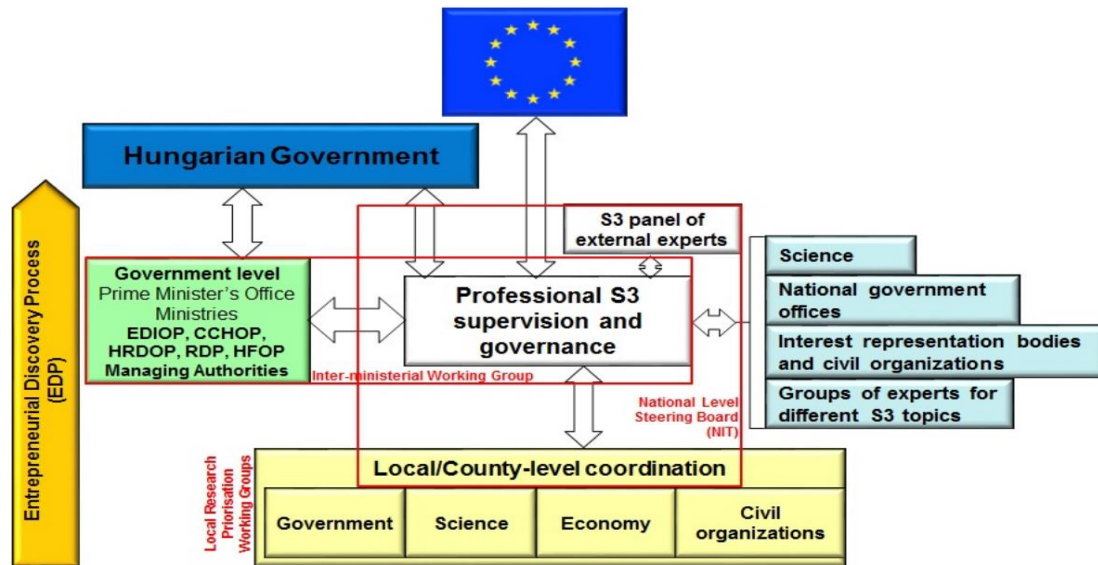 Hungarian Government
S3 panel of
external experts
Government level
Prime Minister's Office
Ministries
EDIOP, CCHOP,
HRDOP, RDP, HFOP
Managing Authorities
Professional S3
supervision and
governance
Science
National government
offices
Interest representation bodies
and civil organizations
Groups of experts for
different S3 topics
Inter-ministerial Working Group
National Level
Steering Board
(NIT)
Entrepreneurial Discovery Process
(EDP)
Local Research
Priorisation
Working Groups
Local/County-level coordination
Government
Science
Economy
Civil
organizations